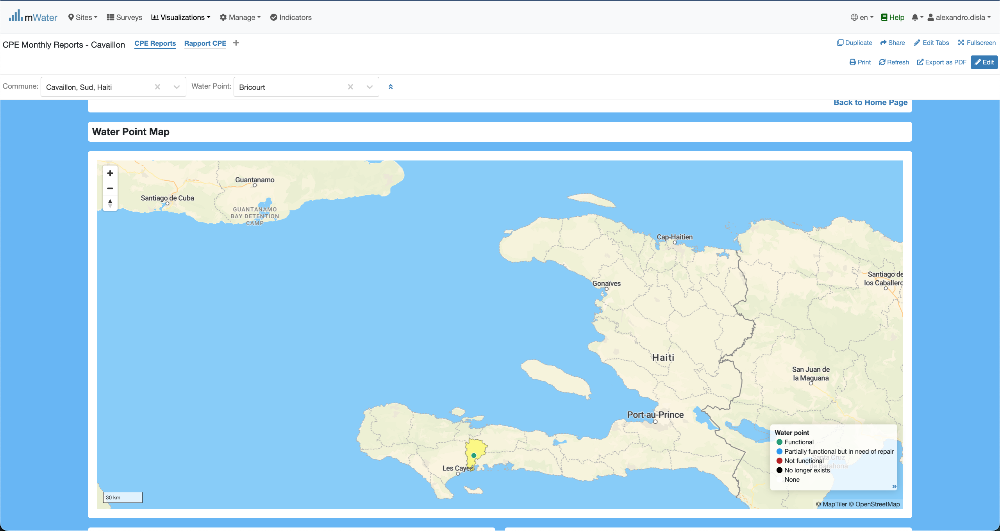 mWater Sites Surveys Visualizations Manage Indicators en Help alexandro.disla
CPE Monthly Reports - Cavaillon CPE Reports Rapport CPE + Duplicate Share Edit Tabs Fullscreen
Print Refresh Export as PDF Edit
Commune: Cavaillon, Sud, Haiti Water Point: Bricourt
Back to Home Page
Water Point Map
Guantanamo
Santiago de Cuba
GUANTANAMO
BAY DETENTION
CAMP
Cap-Haitien
Gonaïves
Santiago de
los Caballero
Haiti
San Juan de
la Maguana
Port-au-Prince
Les Cayes
Water point
Functional
Partially functional but in need of repair
Santa Cruz
Not functional
de Barahona
No longer exists
None
30 km
© MapTiler © OpenStreetMap